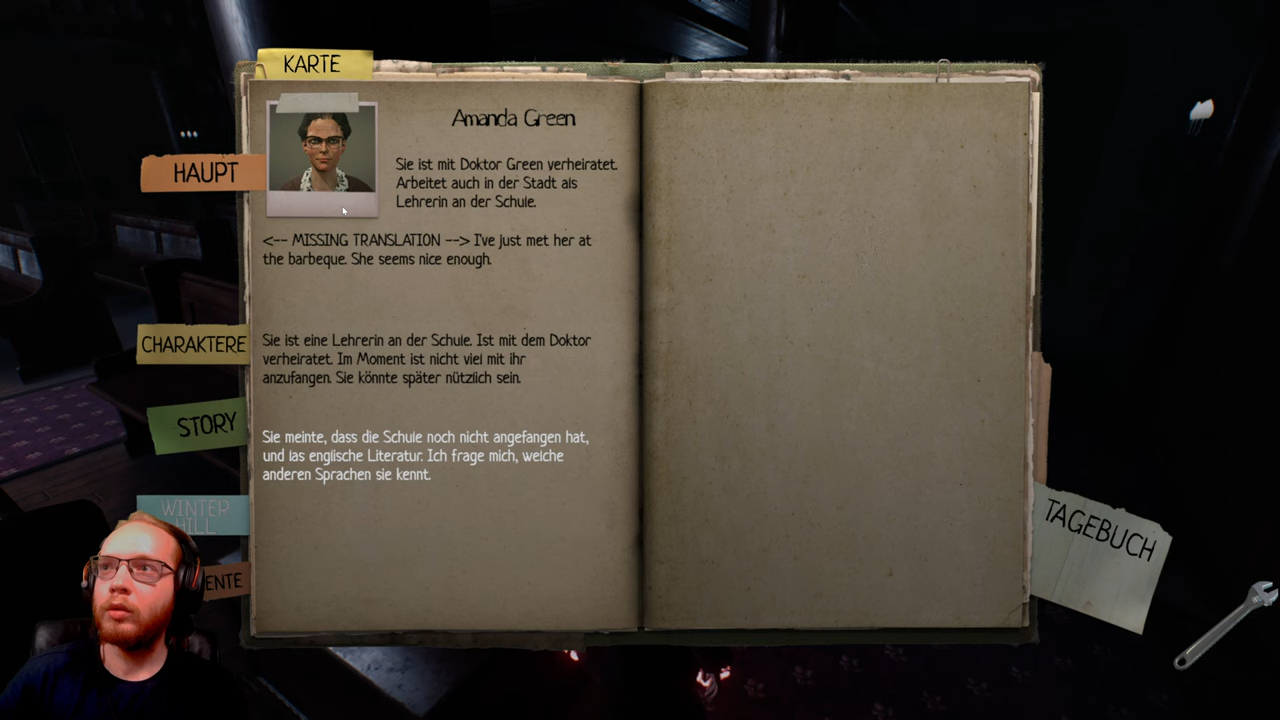 KARTE
HAUPT
Amanda Green
Sie ist mit Doktor Green verheiratet.
Arbeitet auch in der Stadt als
Lehrerin an der Schule.
<-- MISSING TRANSLATION --> I've just met her at
the barbeque. She seems nice enough.
CHARAKTERE
Sie ist eine Lehrerin an der Schule. Ist mit dem Doktor
verheiratet. Im Moment ist nicht viel mit ihr
anzufangen. Sie könnte später nützlich sein.
STORY
Sie meinte, dass die Schule noch nicht angefangen hat,
und las englische Literatur. Ich frage mich, welche
anderen Sprachen sie kennt.
WINTER
HILL
ENTE
TAGEBUCH